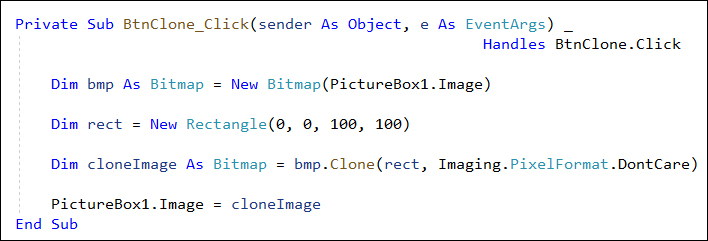 Private Sub BtnClone_Click(sender As Object, e As EventArgs) _
Handles BtnClone.Click
Dim bmp As Bitmap = New Bitmap(PictureBox1.Image)
Dim rect = New Rectangle(0, 0, 100, 100)
Dim cloneImage As Bitmap = bmp.Clone(rect, Imaging.PixelFormat.DontCare)
PictureBox1.Image = cloneImage
End Sub